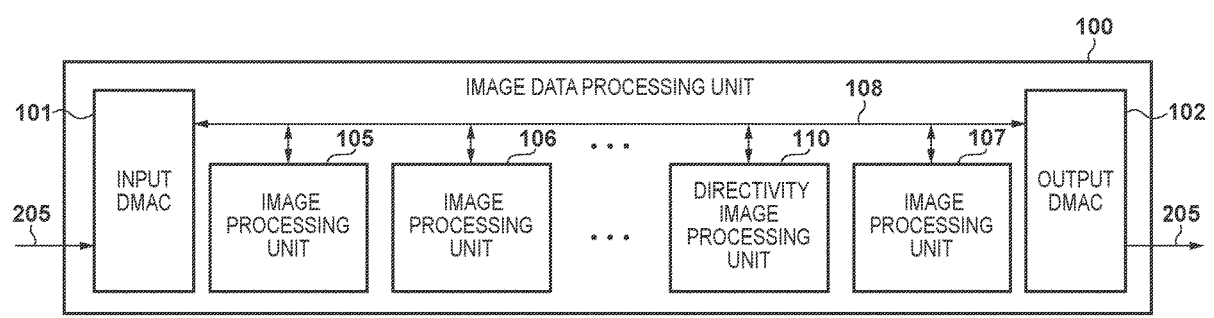 100
IMAGE DATA PROCESSING UNIT
101
108
102
105
106
...
110
107
INPUT
DMAC
IMAGE
PROCESSING
UNIT
IMAGE
PROCESSING
UNIT
...
DIRECTIVITY
IMAGE
PROCESSING
UNIT
IMAGE
PROCESSING
UNIT
OUTPUT
DMAC
205
205